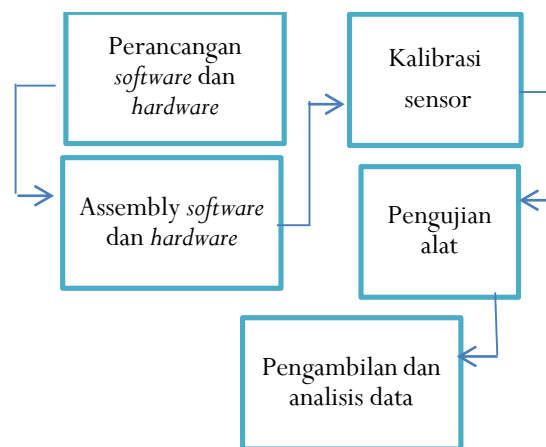 Perancangan
software dan
hardware
Assembly software
dan hardware
Kalibrasi
sensor
Pengujian
alat
Pengambilan dan
analisis data